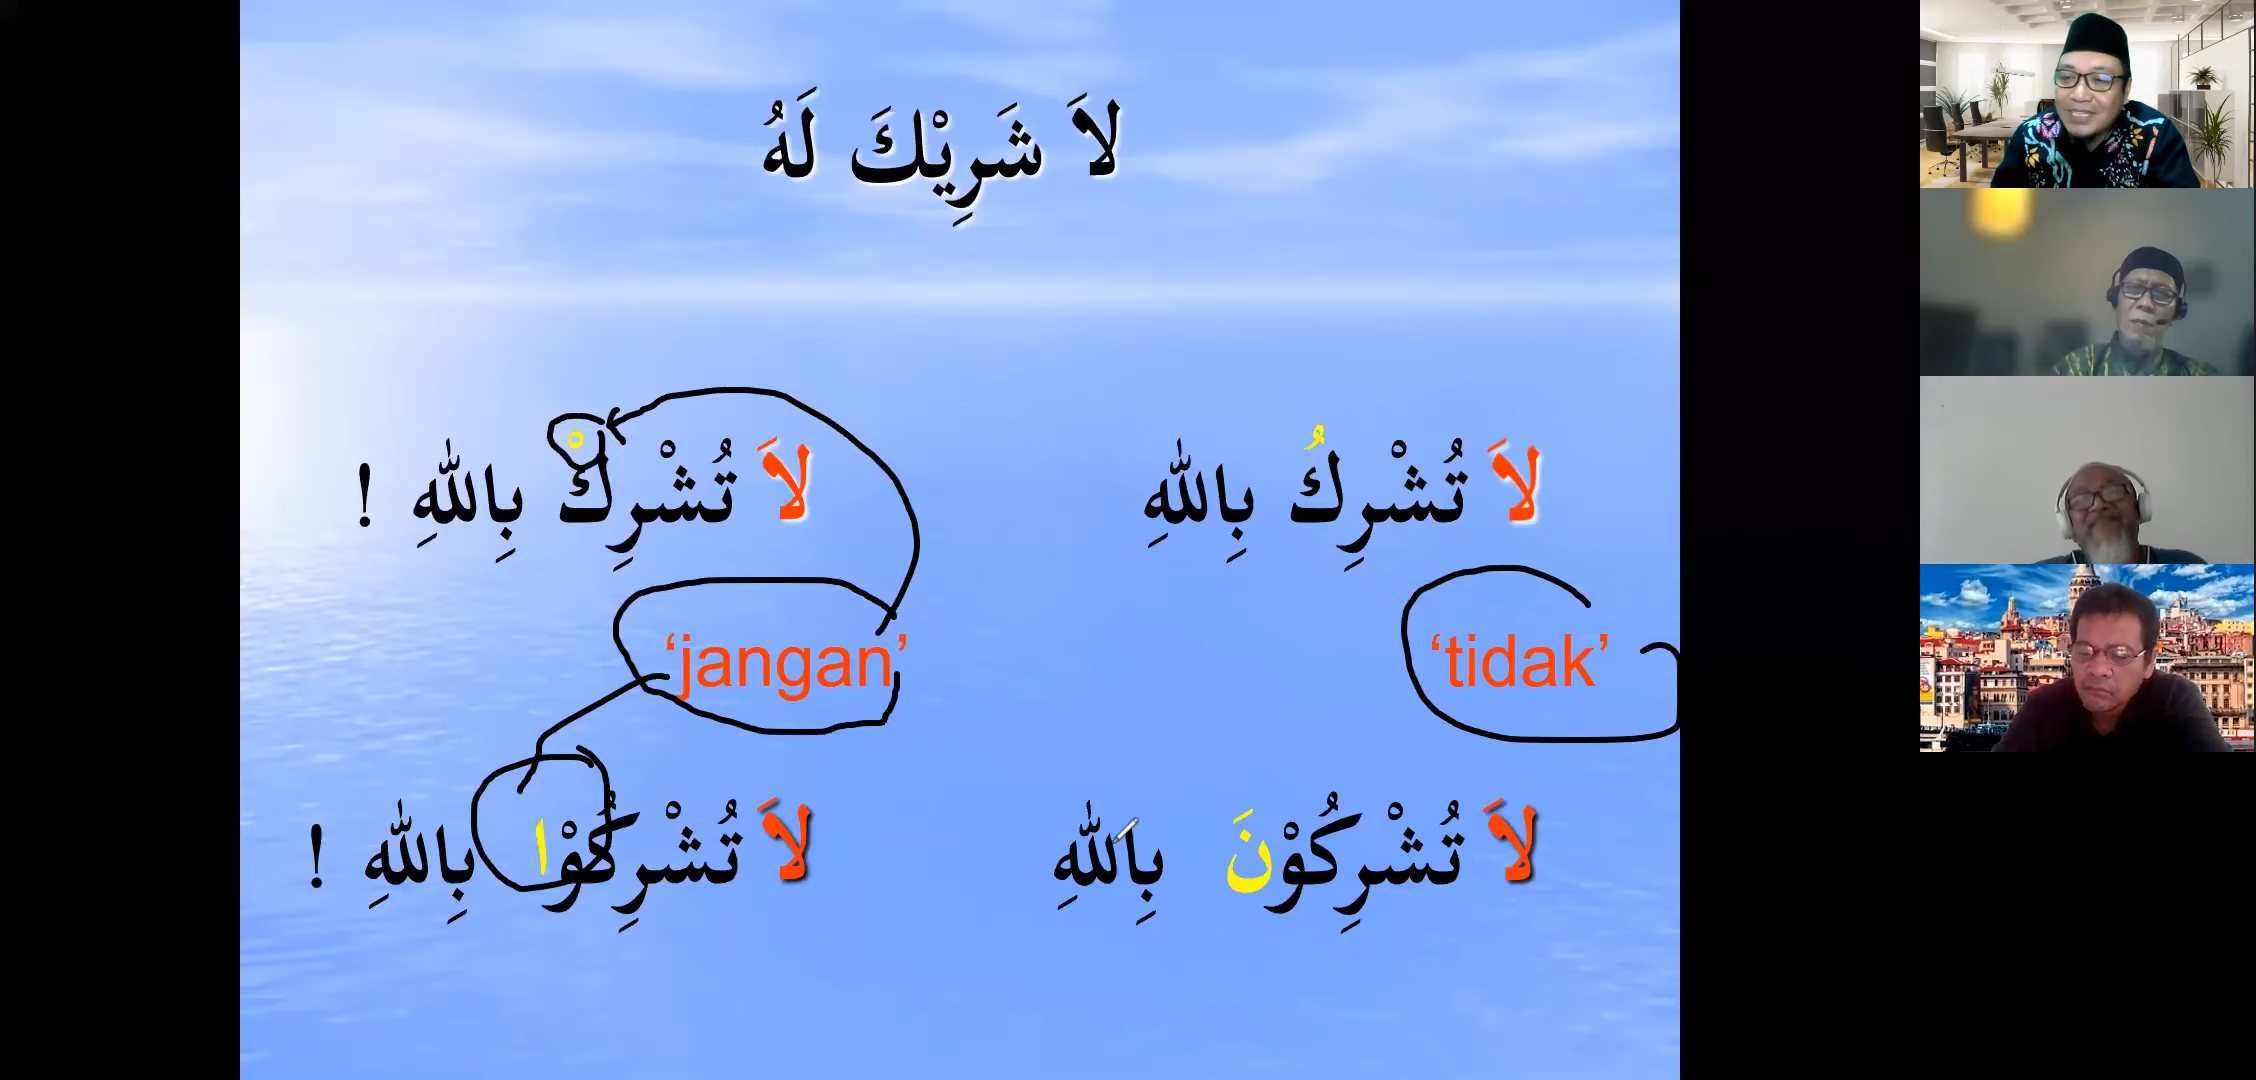 لاَ شَرِيْكَ لَهُ
لاَ تُشْرِكُ بِاللهِ
لاَ تُشْرِكْ بِاللهِ !
‘tidak’
‘jangan’
لاَ تُشْرِكُوْنَ بِاللهِ
لاَ تُشْرِكُوْا بِاللهِ !